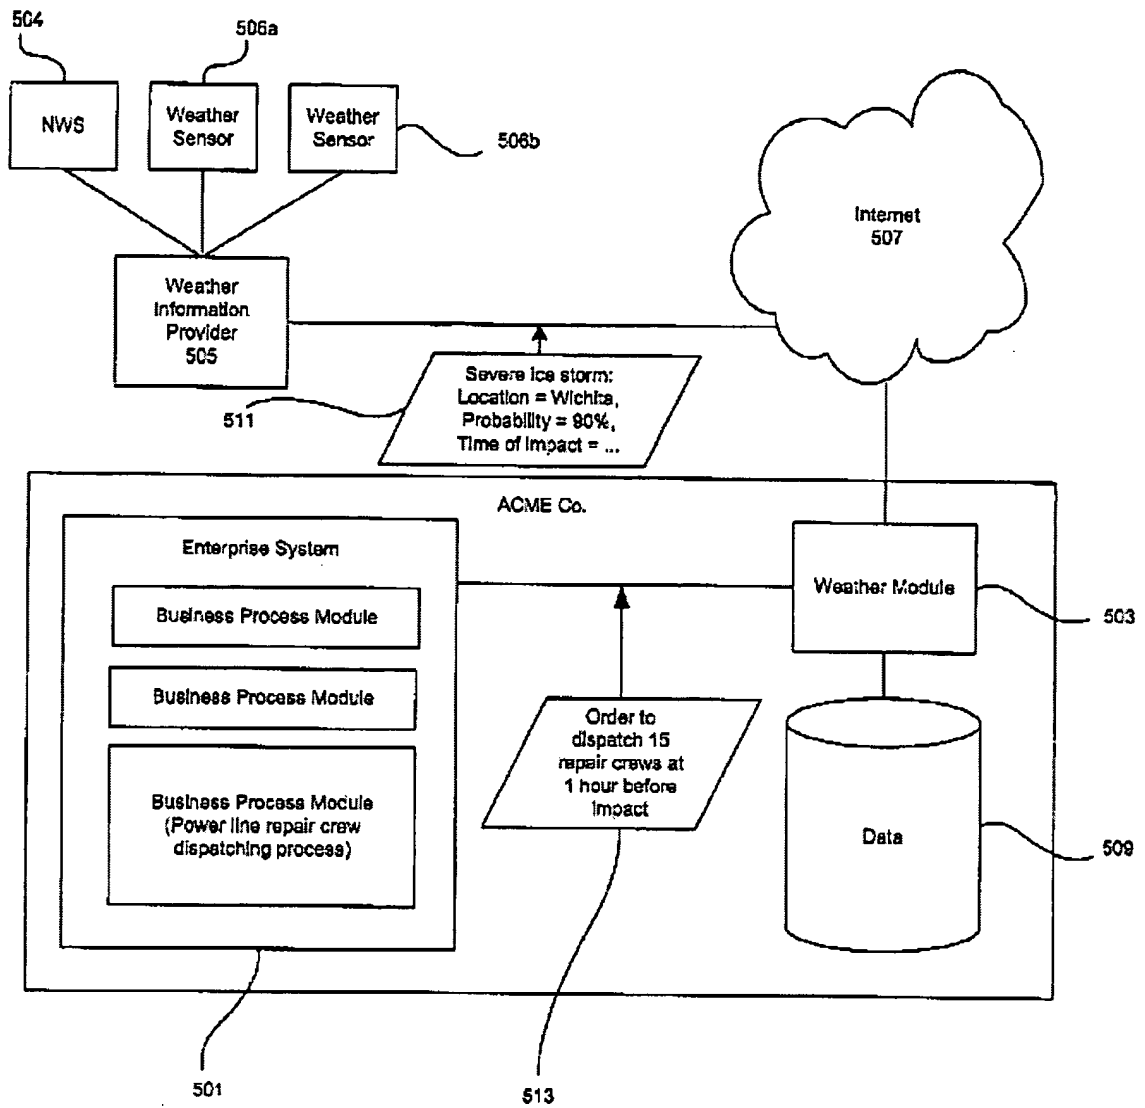 504
506a
NWS
Weather
Sensor
Weather
Sensor
506b
Internet
507
Weather
Information
Provider
505
Severe ice storm:
Location = Wichita,
Probability = 90%,
Time of impact = ...
511
ACME Co.
Enterprise System
Business Process Module
Business Process Module
Business Process Module
(Power line repair crew
dispatching process)
Weather Module
503
Order to
dispatch 15
repair crews at
1 hour before
impact
Data
509
501
513